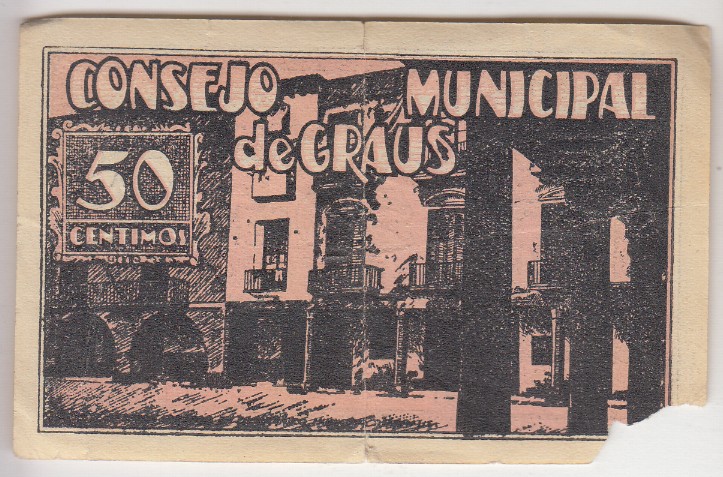 CONSEJO MUNICIPAL
de GRAUS
50
CENTIMOS